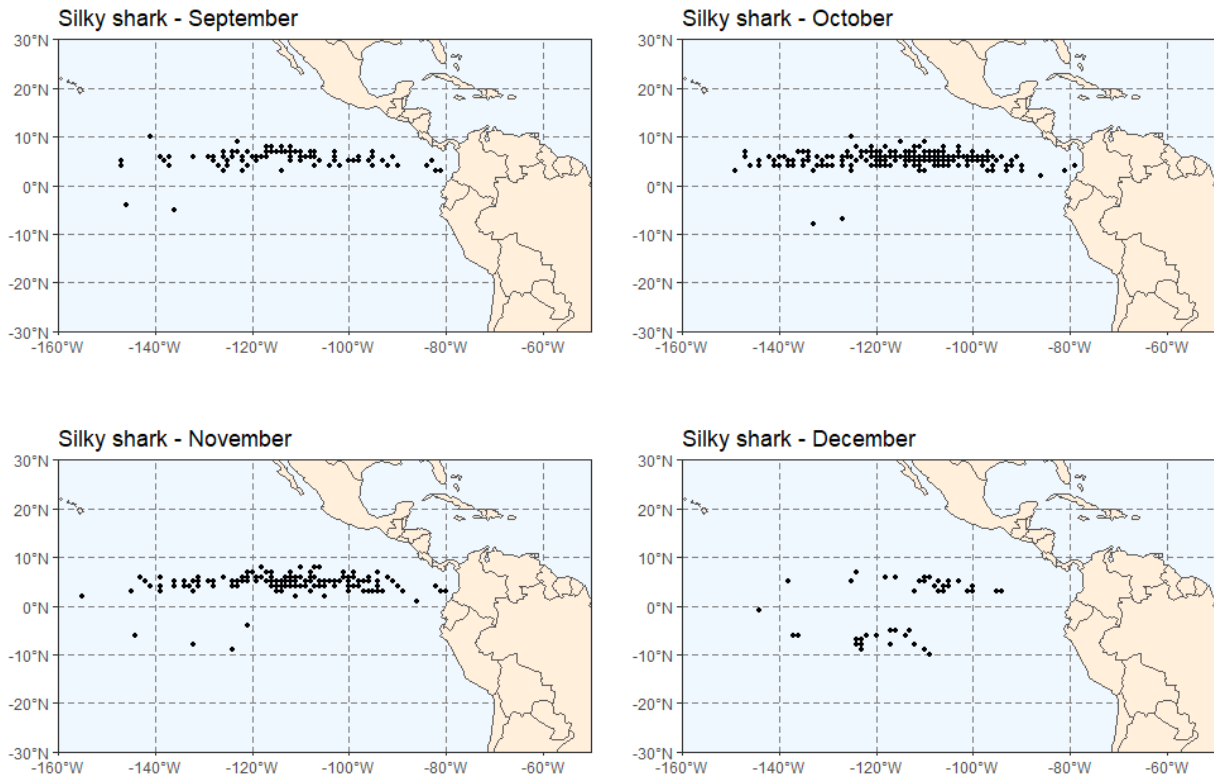 Silky shark - September
30°N
20°N
10°N
0°N
-10°N
-20°N
-30°N
-160°W -140°W -120°W -100°W -80°W -60°W
Silky shark - October
30°N
20°N
10°N
0°N
-10°N
-20°N
-30°N
-160°W -140°W -120°W -100°W -80°W -60°W
Silky shark - November
30°N
20°N
10°N
0°N
-10°N
-20°N
-30°N
-160°W -140°W -120°W -100°W -80°W -60°W
Silky shark - December
30°N
20°N
10°N
0°N
-10°N
-20°N
-30°N
-160°W -140°W -120°W -100°W -80°W -60°W